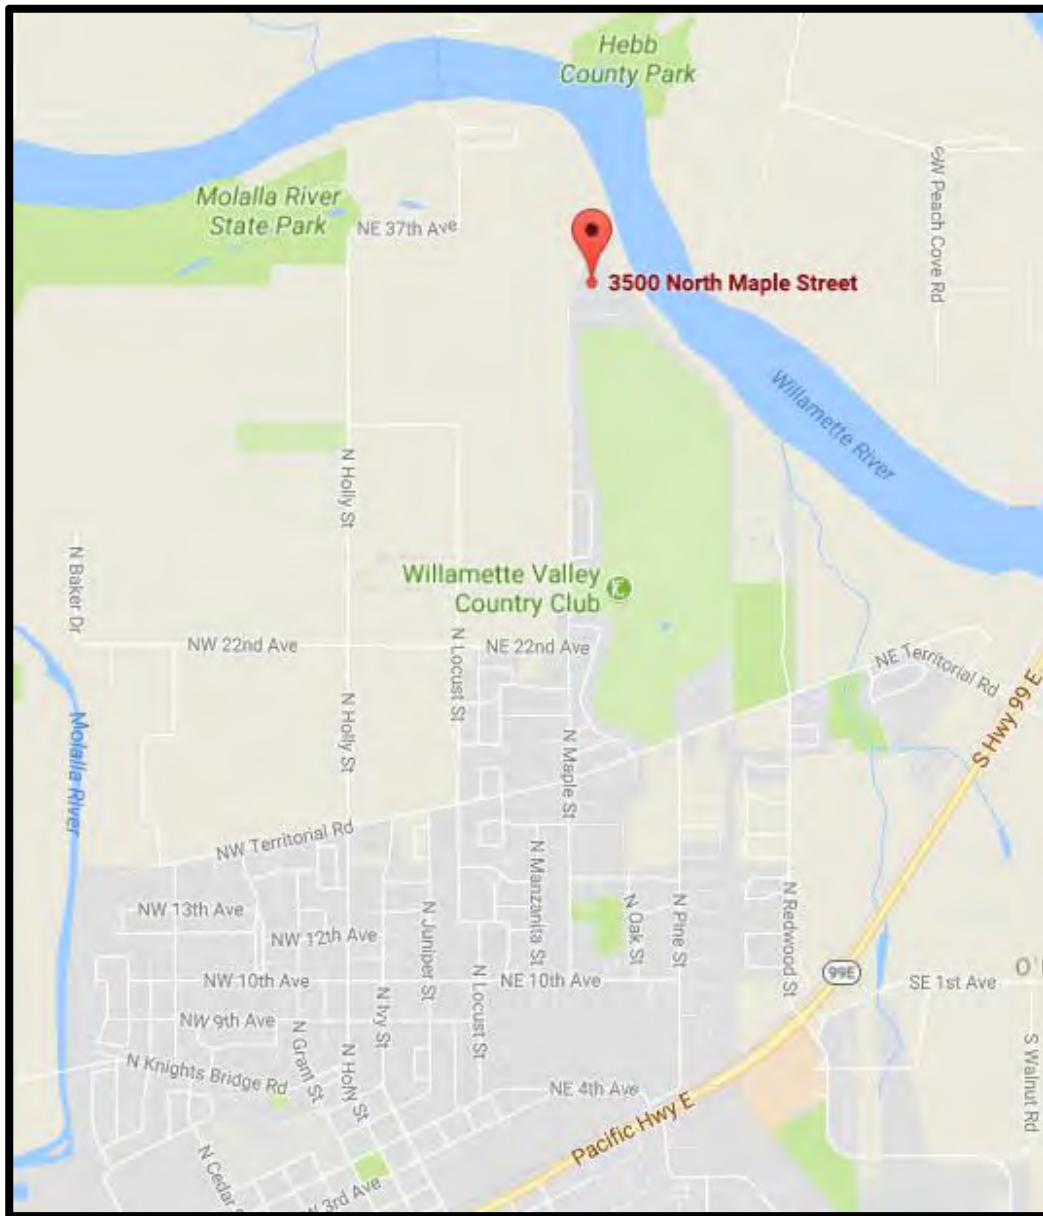 Hebb
County Park
SW Peach Cove Rd
Molalla River
State Park
NE 37th Ave
3500 North Maple Street
Willamette River
N Holly St
N Baker Dr
Willamette Valley
Country Club
NW 22nd Ave
N Locust St
NE 22nd Ave
NE Territorial Rd
S Hwy 99 E
N Holly St
Molalla River
N Maple St
NW Territorial Rd
N Manzanita St
N Oak St
N Pine St
N Redwood St
NW 13th Ave
NW 12th Ave
N Juniper St
99E
O'
NW 10th Ave
N Locust St
NE 10th Ave
SE 1st Ave
N Ivy St
NW 9th Ave
N Grant St
N Holly St
S Walnut Rd
N Knights Bridge Rd
NE 4th Ave
Pacific Hwy E
N Cedar
W 3rd Ave